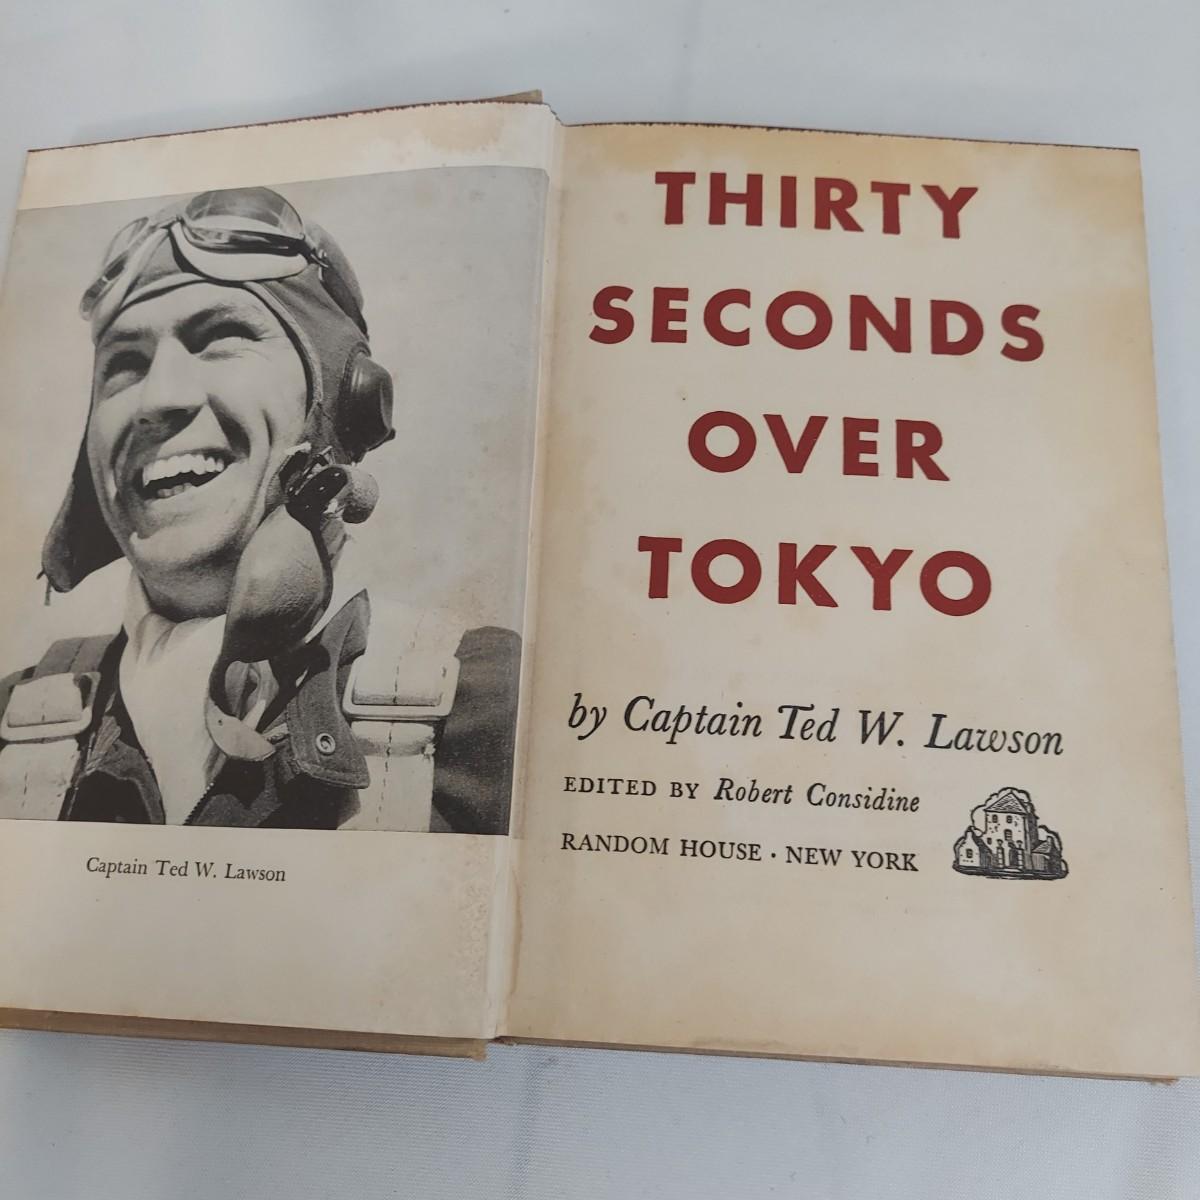 Captain Ted W. Lawson
THIRTY
SECONDS
OVER
TOKYO
by Captain Ted W. Lawson
EDITED BY Robert Considine
RANDOM HOUSE · NEW YORK